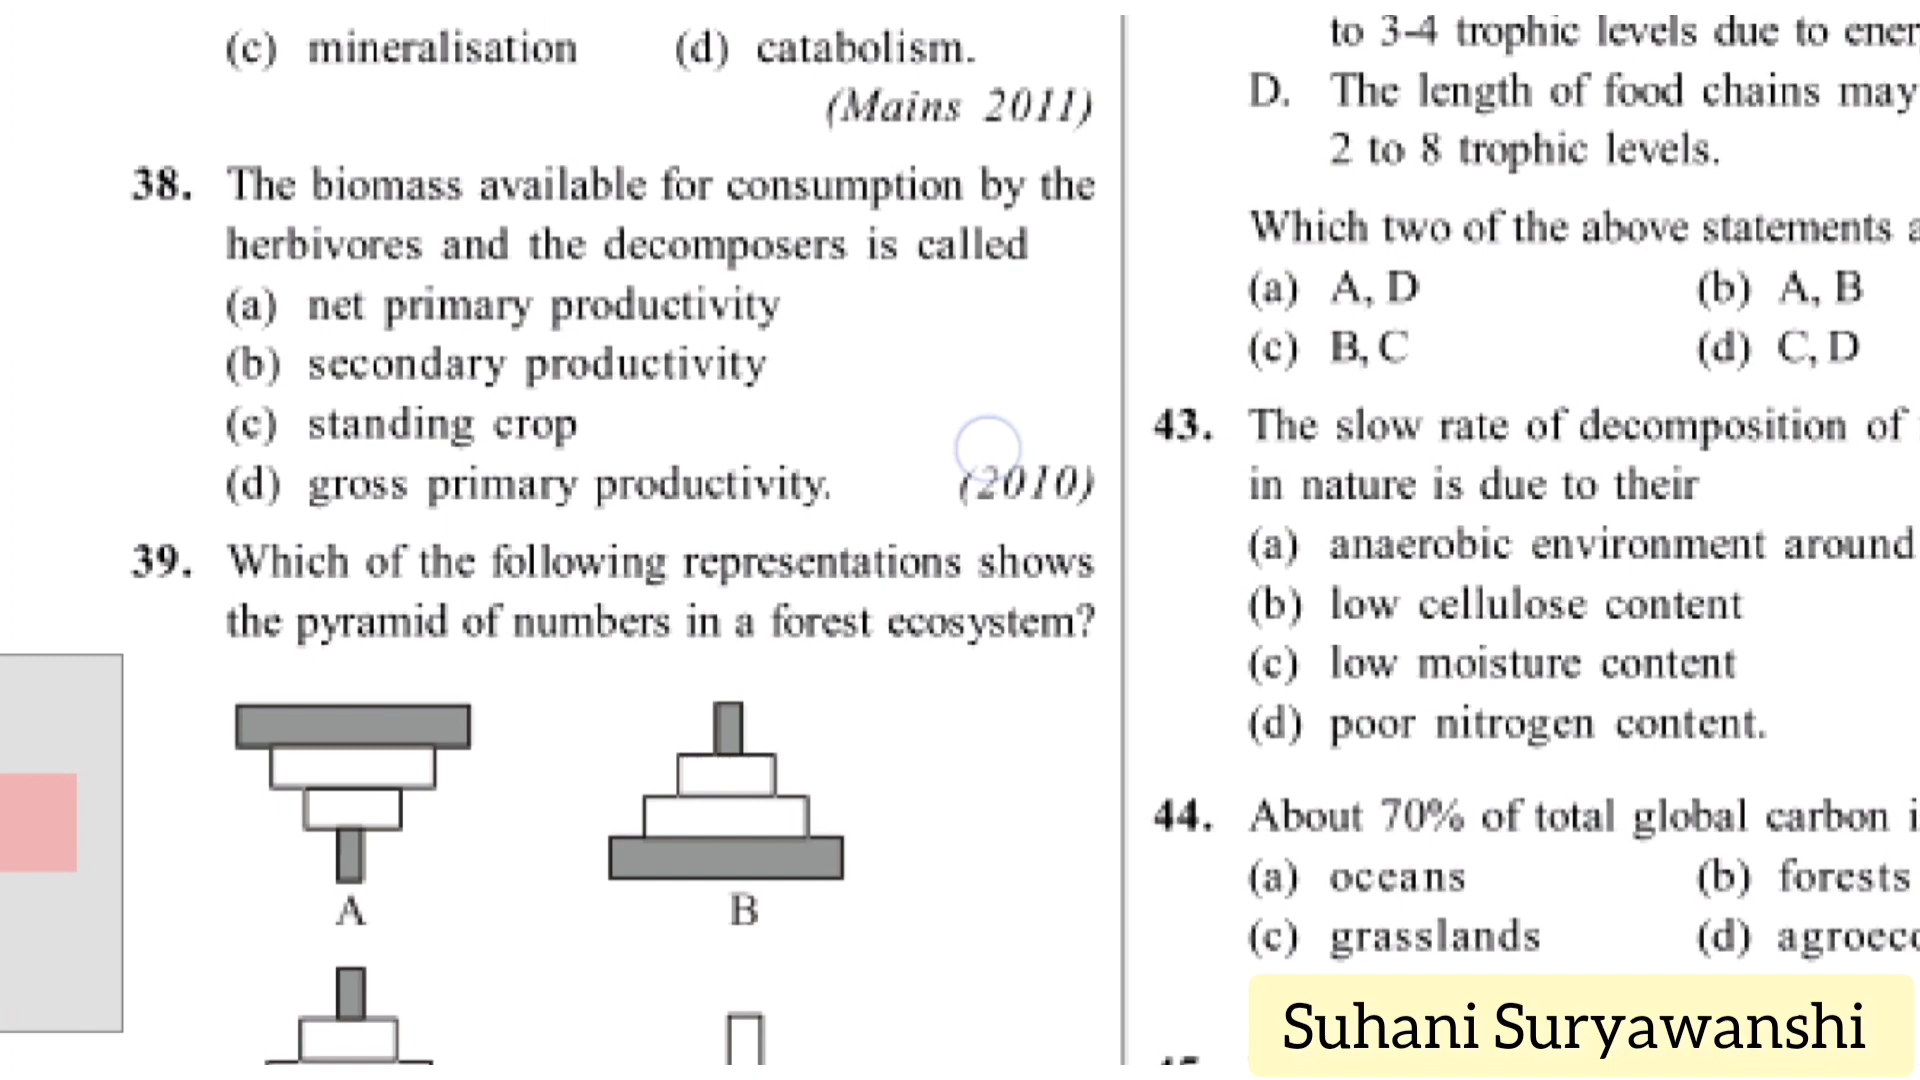 (c) mineralisation (d) catabolism.
(Mains 2011)
38. The biomass available for consumption by the
herbivores and the decomposers is called
(a) net primary productivity
(b) secondary productivity
(c) standing crop
(d) gross primary productivity. (2010)
39. Which of the following representations shows
the pyramid of numbers in a forest ecosystem?
A B
to 3-4 trophic levels due to
D. The length of food chains may
2 to 8 trophic levels.
Which two of the above statements
(a) A, D (b) A, B
(c) B, C (d) C, D
43. The slow rate of decomposition of
in nature is due to their
(a) anaerobic environment around
(b) low cellulose content
(c) low moisture content
(d) poor nitrogen content.
44. About 70% of total global carbon
(a) oceans (b) forests
(c) grasslands (d)
Suhani Suryawanshi